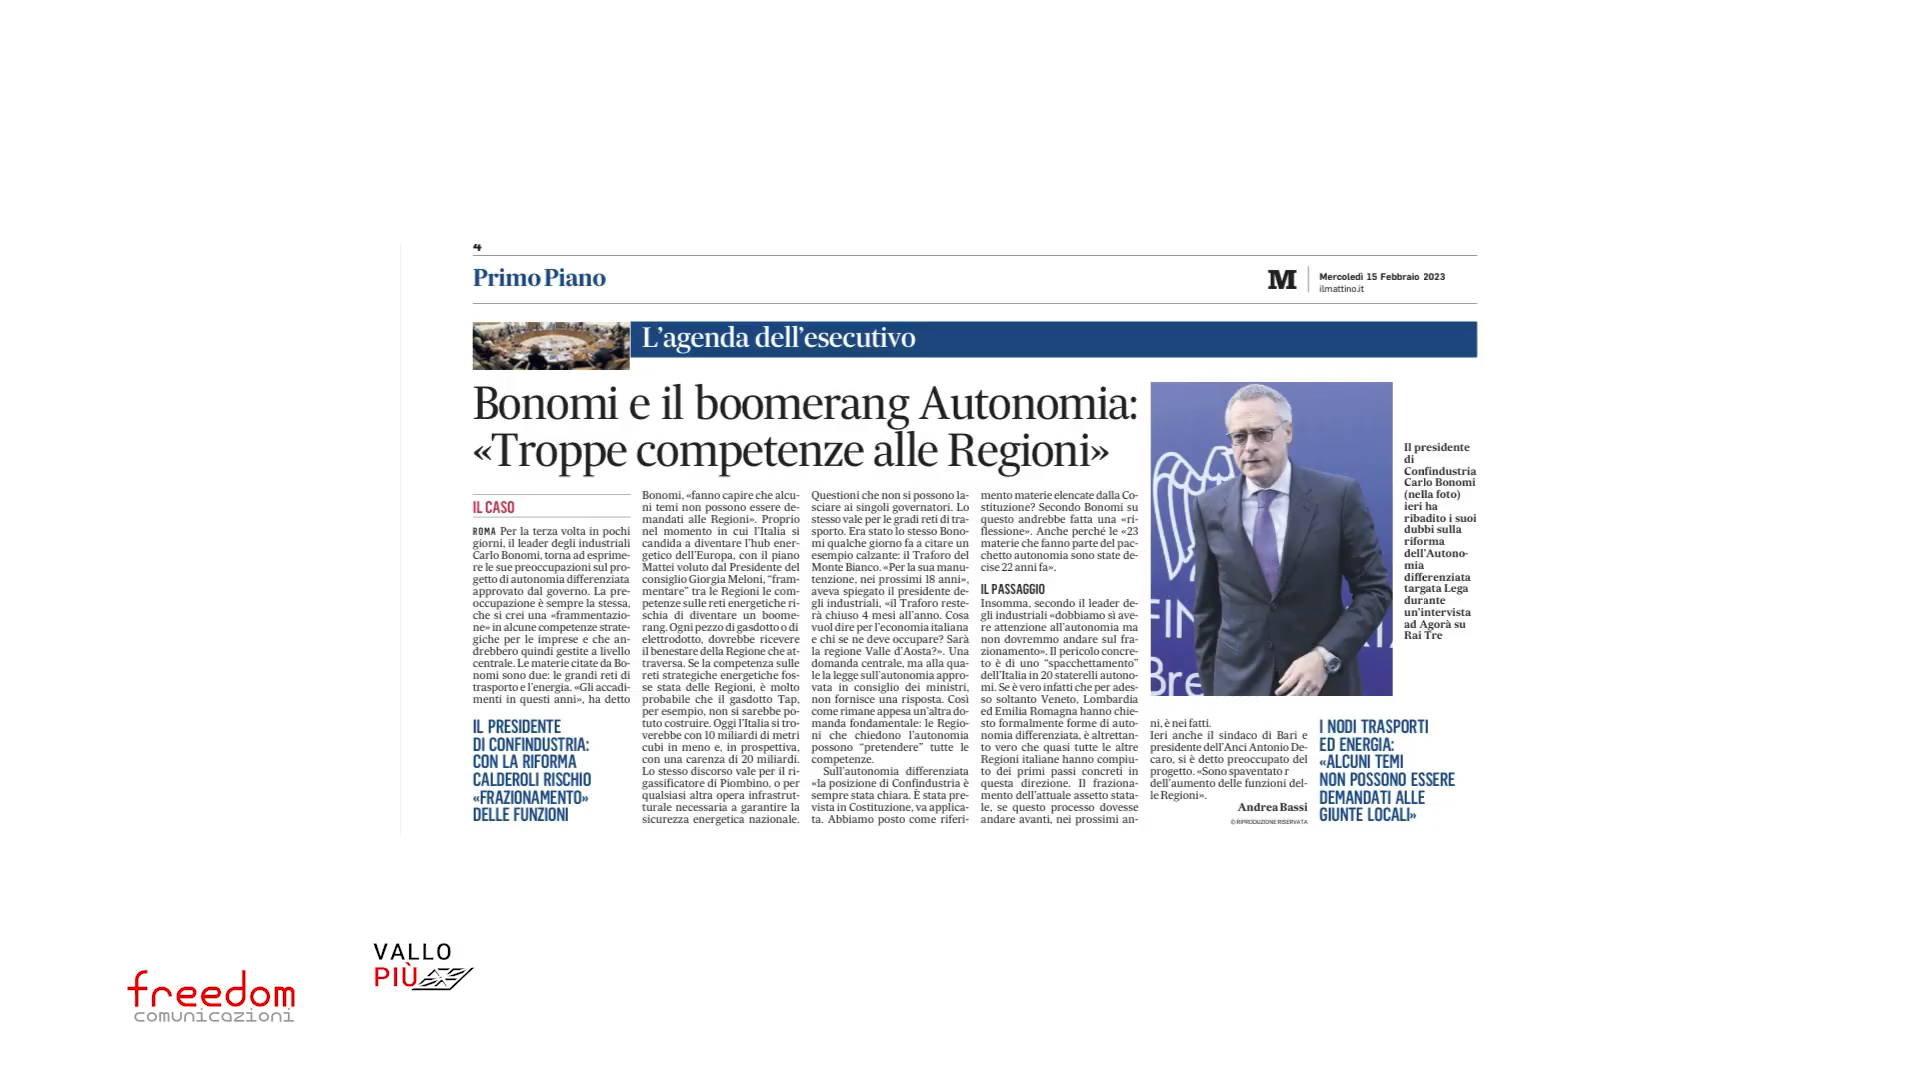 4
Primo Piano
M
Mercoledì 15 Febbraio 2023
ilmattino.it
L'agenda dell'esecutivo
Bonomi e il boomerang Autonomia:
«Troppe competenze alle Regioni»
IL CASO
ROMA Per la terza volta in pochi
giorni, il leader degli industriali
Carlo Bonomi, torna ad esprime-
re le sue preoccupazioni sul pro-
getto di autonomia differenziata
approvato dal governo. La pre-
occupazione è sempre la stessa,
che si crei una «frammentazio-
ne» in alcune competenze strate-
giche per le imprese e che an-
drebbero quindi gestite a livello
centrale. Le materie citate da Bo-
nomi sono due: le grandi reti di
trasporto e l'energia. «Gli accadi-
menti in questi anni», ha detto
IL PRESIDENTE
DI CONFINDUSTRIA:
CON LA RIFORMA
CALDEROLI RISCHIO
«FRAZIONAMENTO»
DELLE FUNZIONI
Bonomi, «fanno capire che alcu-
ni temi non possono essere de-
mandati alle Regioni». Proprio
nel momento in cui l'Italia si
candida a diventare l'hub ener-
getico dell'Europa, con il piano
Mattei voluto dal Presidente del
consiglio Giorgia Meloni, “fram-
mentare” tra le Regioni le com-
petenze sulle reti energetiche ri-
schia di diventare un boome-
rang. Ogni pezzo di gasdotto o di
elettrodotto, dovrebbe ricevere
il benestare della Regione che at-
traversa. Se la competenza sulle
reti strategiche energetiche fos-
se stata delle Regioni, è molto
probabile che il gasdotto Tap,
per esempio, non si sarebbe po-
tuto costruire. Oggi l'Italia si tro-
verebbe con 10 miliardi di metri
cubi in meno e, in prospettiva,
con una carenza di 20 miliardi.
Lo stesso discorso vale per il ri-
gassificatore di Piombino, o per
qualsiasi altra opera infrastrut-
turale necessaria a garantire la
sicurezza energetica nazionale.
Questioni che non si possono la-
sciare ai singoli governatori. Lo
stesso vale per le gradi reti di tra-
sporto. Era stato lo stesso Bono-
mi qualche giorno fa a citare un
esempio calzante: il Traforo del
Monte Bianco. «Per la sua manu-
tenzione, nei prossimi 18 anni»,
aveva spiegato il presidente de-
gli industriali, «il Traforo reste-
rà chiuso 4 mesi all'anno. Cosa
vuol dire per l'economia italiana
e chi se ne deve occupare? Sarà
la regione Valle d'Aosta?». Una
domanda centrale, ma alla qua-
le la legge sull'autonomia appro-
vata in consiglio dei ministri,
non fornisce una risposta. Così
come rimane appesa un'altra do-
manda fondamentale: le Regio-
ni che chiedono l'autonomia
possono “pretendere” tutte le
competenze.
Sull'autonomia differenziata
«la posizione di Confindustria è
sempre stata chiara. È stata pre-
vista in Costituzione, va applica-
ta. Abbiamo posto come riferi-
mento materie elencate dalla Co-
stituzione? Secondo Bonomi su
questo andrebbe fatta una «ri-
flessione». Anche perché le «23
materie che fanno parte del pac-
chetto autonomia sono state de-
cise 22 anni fa».
IL PASSAGGIO
Insomma, secondo il leader de-
gli industriali «dobbiamo sì ave-
re attenzione all'autonomia ma
non dovremmo andare sul fra-
zionamento». Il pericolo concre-
to è di uno “spacchettamento”
dell'Italia in 20 staterelli autono-
mi. Se è vero infatti che per ades-
so soltanto Veneto, Lombardia
ed Emilia Romagna hanno chie-
sto formalmente forme di auto-
nomia differenziata, è altrettan-
to vero che quasi tutte le altre
Regioni italiane hanno compiu-
to dei primi passi concreti in
questa direzione. Il fraziona-
mento dell'attuale assetto stata-
le, se questo processo dovesse
andare avanti, nei prossimi an-
ni, è nei fatti.
Ieri anche il sindaco di Bari e
presidente dell'Anci Antonio De-
caro, si è detto preoccupato del
progetto. «Sono spaventato r
dell'aumento delle funzioni del-
le Regioni».
Andrea Bassi
© RIPRODUZIONE RISERVATA
FIN
Bre
Il presidente
di
Confindustria
Carlo Bonomi
(nella foto)
ieri ha
ribadito i suoi
dubbi sulla
riforma
dell'Autono-
mia
differenziata
targata Lega
durante
un'intervista
ad Agorà su
Rai Tre
I NODI TRASPORTI
ED ENERGIA:
«ALCUNI TEMI
NON POSSONO ESSERE
DEMANDATI ALLE
GIUNTE LOCALI»
VALLO
PIÙ
freedom
comunicazioni